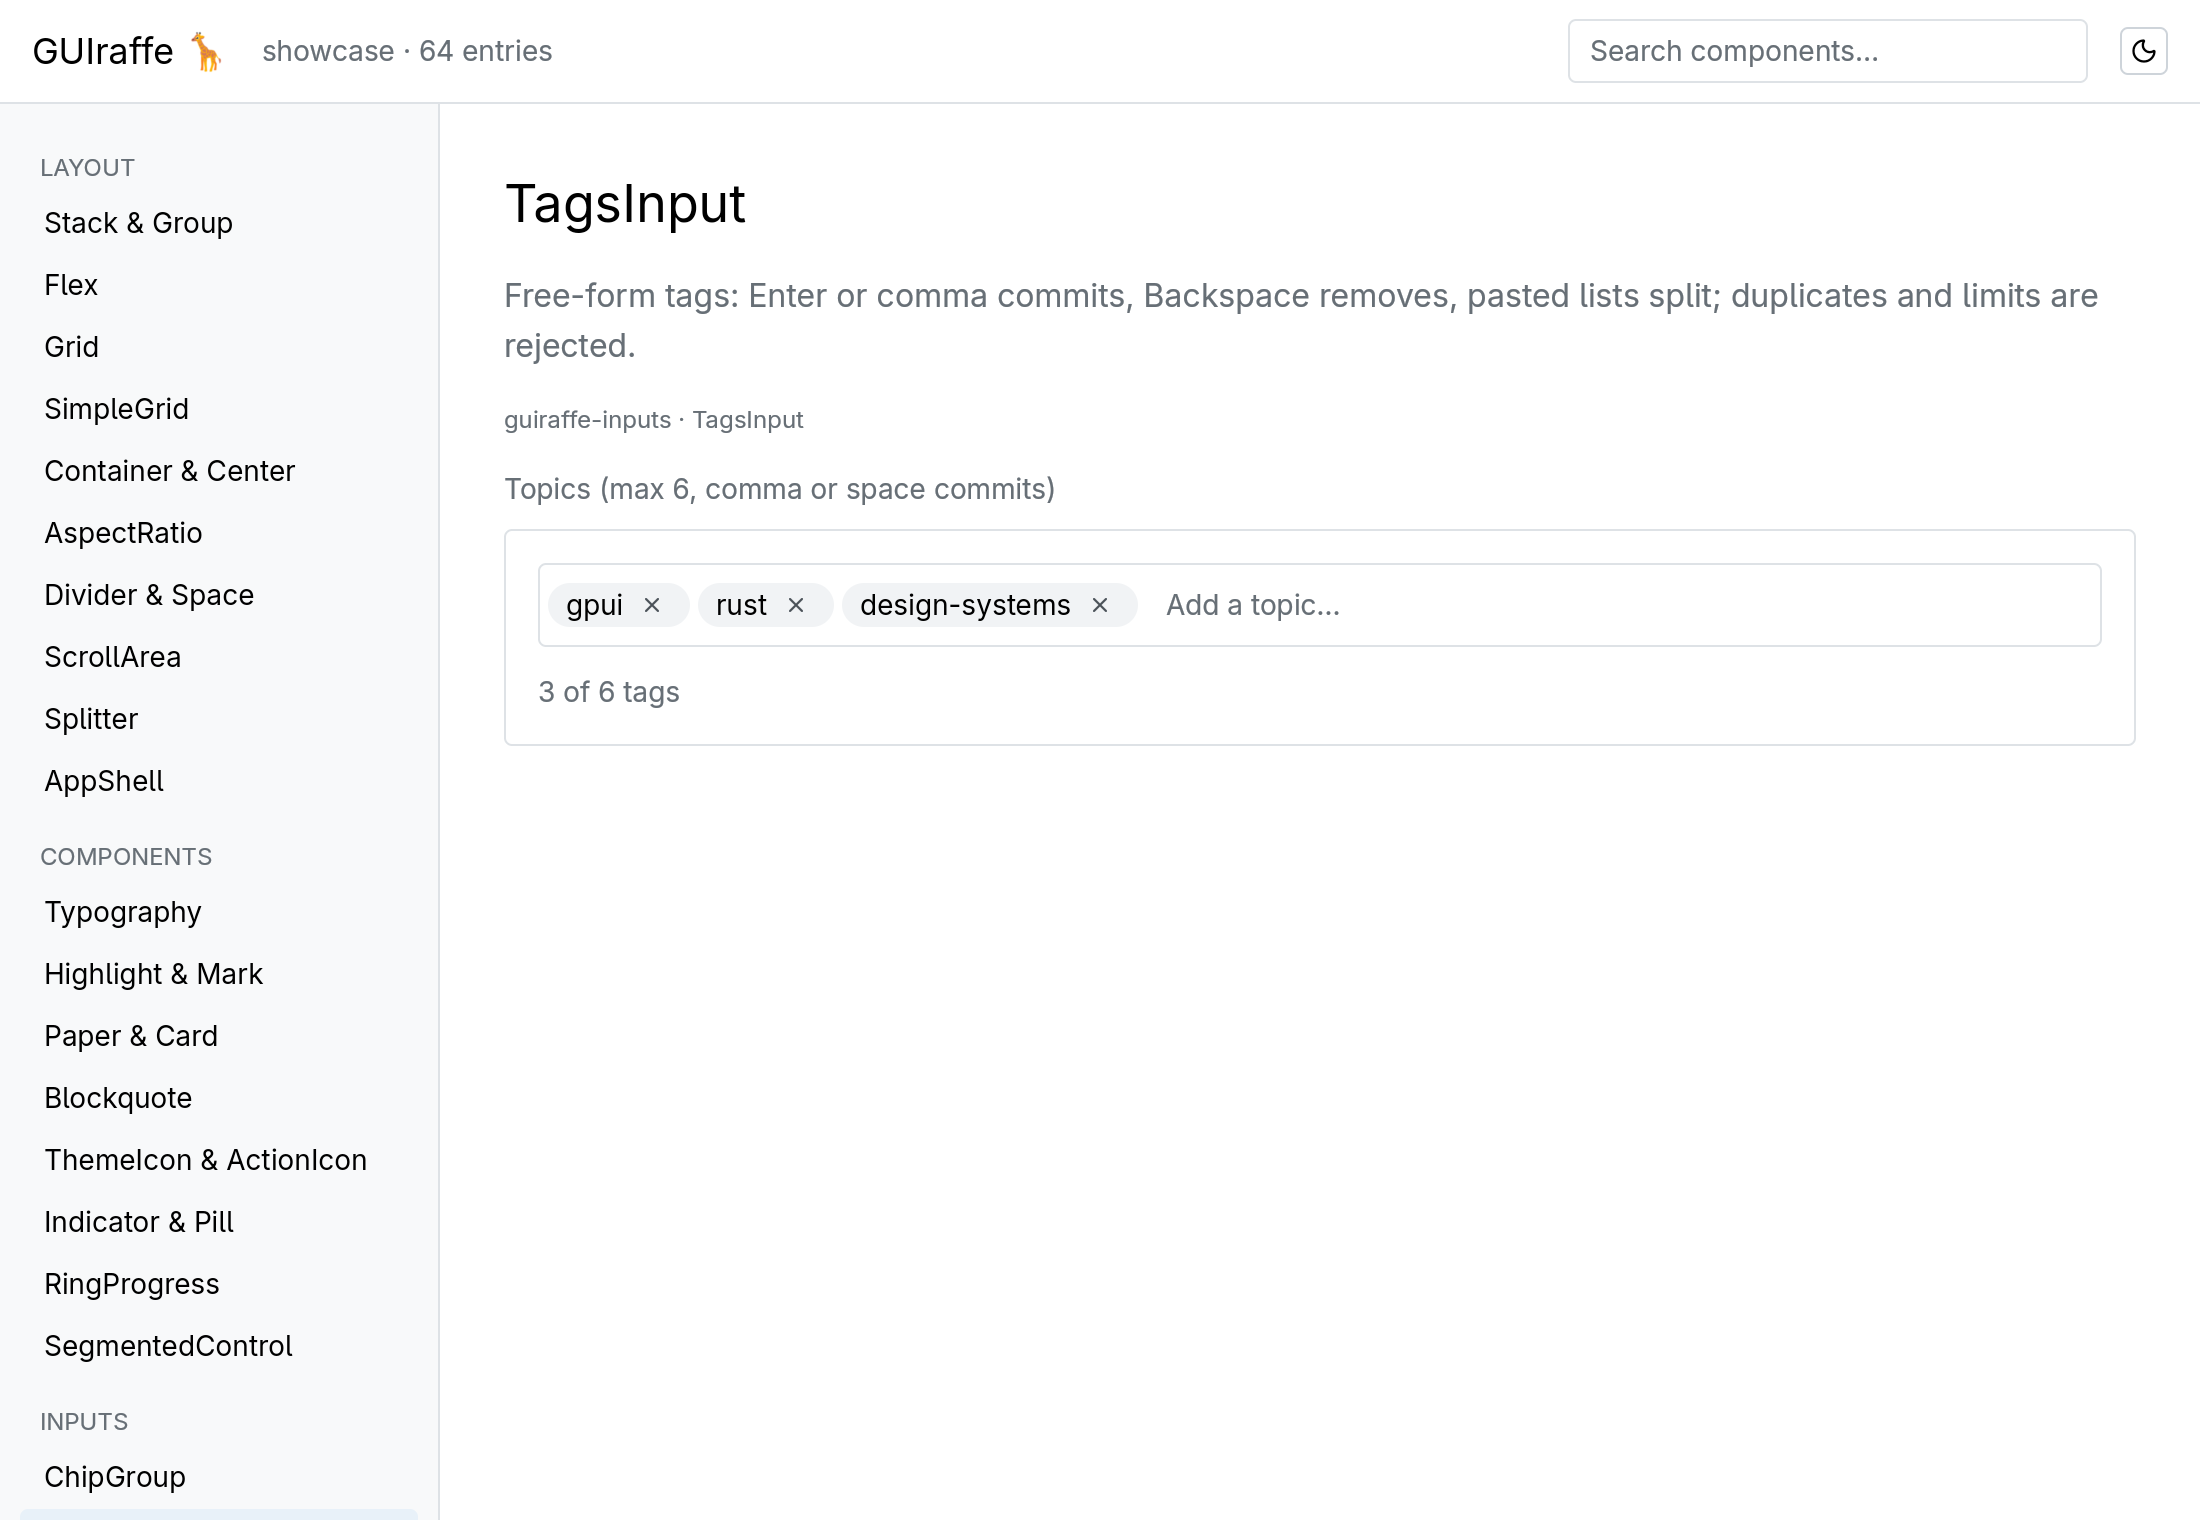 GUIraffe 🦒 showcase · 64 entries Search components...
LAYOUT
Stack & Group
Flex
Grid
SimpleGrid
Container & Center
AspectRatio
Divider & Space
ScrollArea
Splitter
AppShell
COMPONENTS
Typography
Highlight & Mark
Paper & Card
Blockquote
ThemeIcon & ActionIcon
Indicator & Pill
RingProgress
SegmentedControl
INPUTS
ChipGroup
TagsInput
Free-form tags: Enter or comma commits, Backspace removes, pasted lists split; duplicates and limits are
rejected.
guiraffe-inputs · TagsInput
Topics (max 6, comma or space commits)
gpui × rust × design-systems × Add a topic...
3 of 6 tags